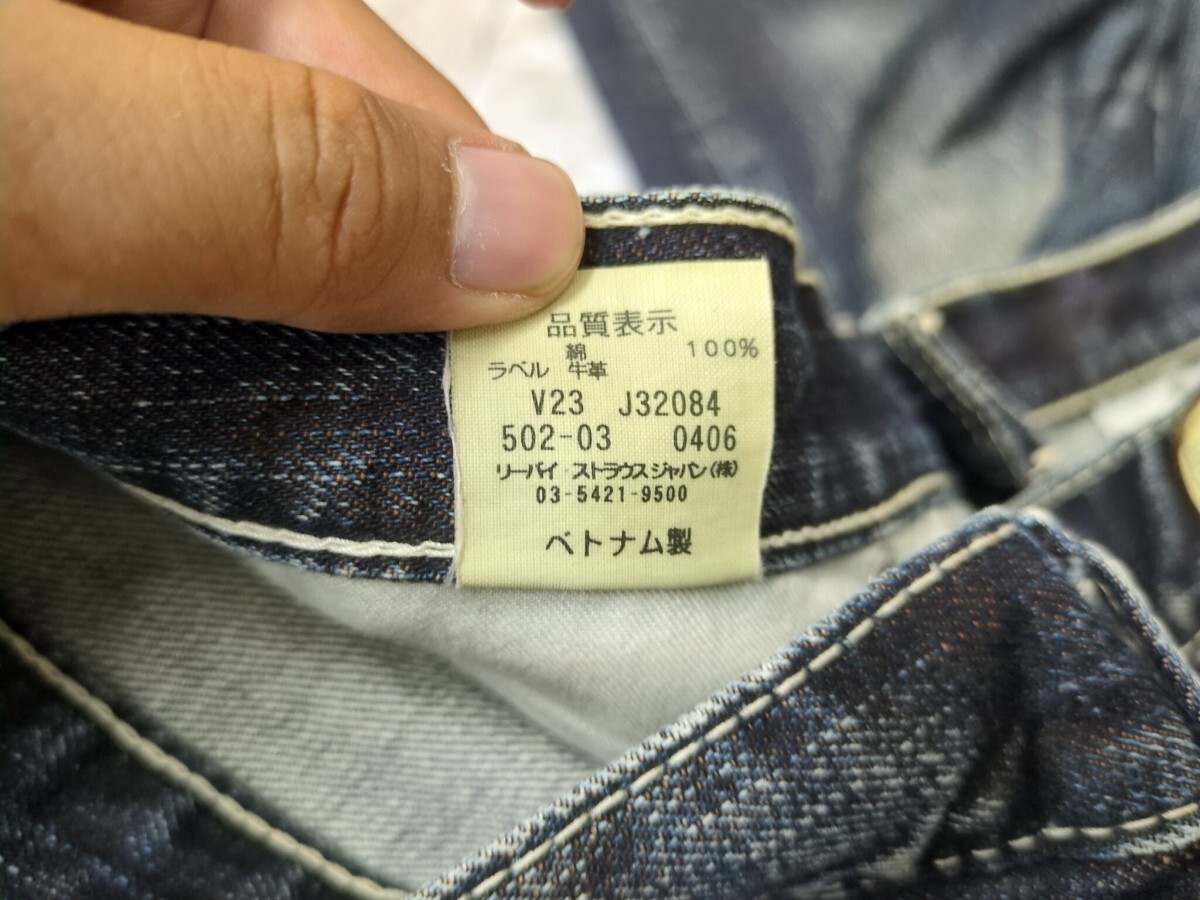 品質表示
綿 100%
ラベル 牛革
V23 J32084
502-03 0406
リーバイ ストラウスジャパン(株)
03-5421-9500
ベトナム製